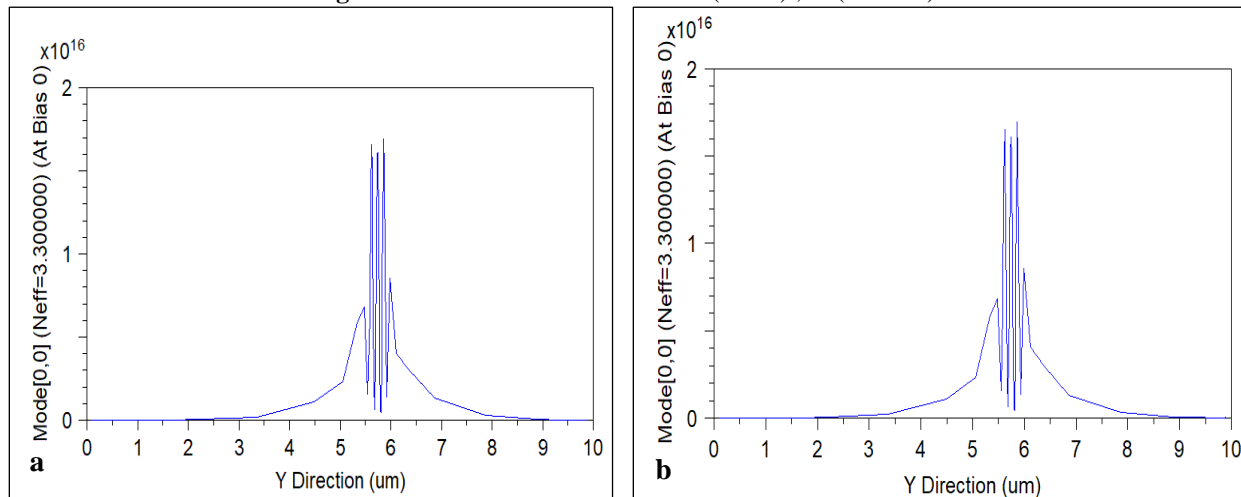 x10^16
2
1
0
Mode[0,0] (Neff=3.300000) (At Bias 0)
0 1 2 3 4 5 6 7 8 9 10
Y Direction (um)
a
x10^16
2
1
0
Mode[0,0] (Neff=3.300000) (At Bias 0)
0 1 2 3 4 5 6 7 8 9 10
Y Direction (um)
b